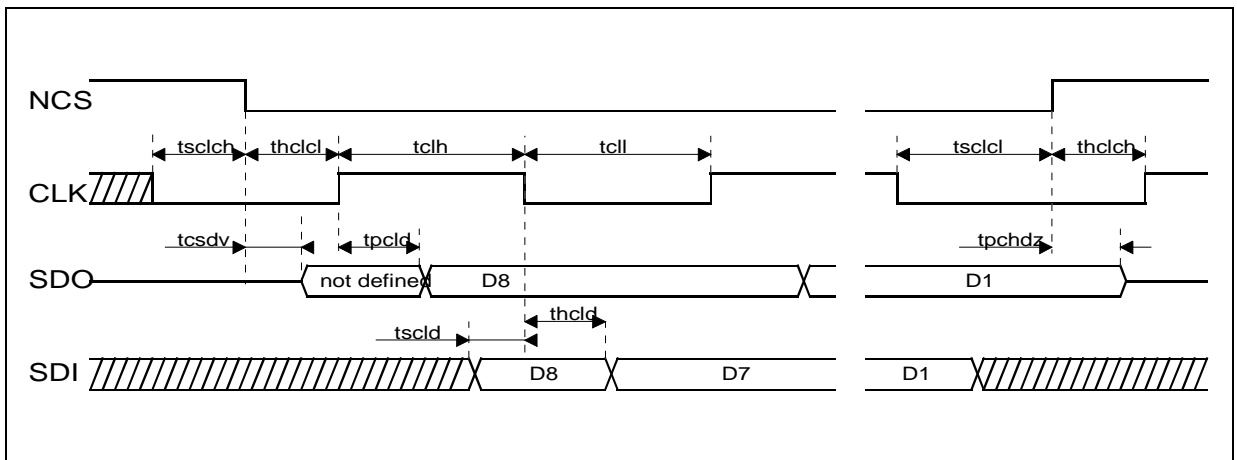 NCS
tsclch thclcl tclh tcll tsclcl thclch
CLK
tcsdv tpcld tpchdz
SDO not defined D8 D1
thcld
tscld
SDI D8 D7 D1